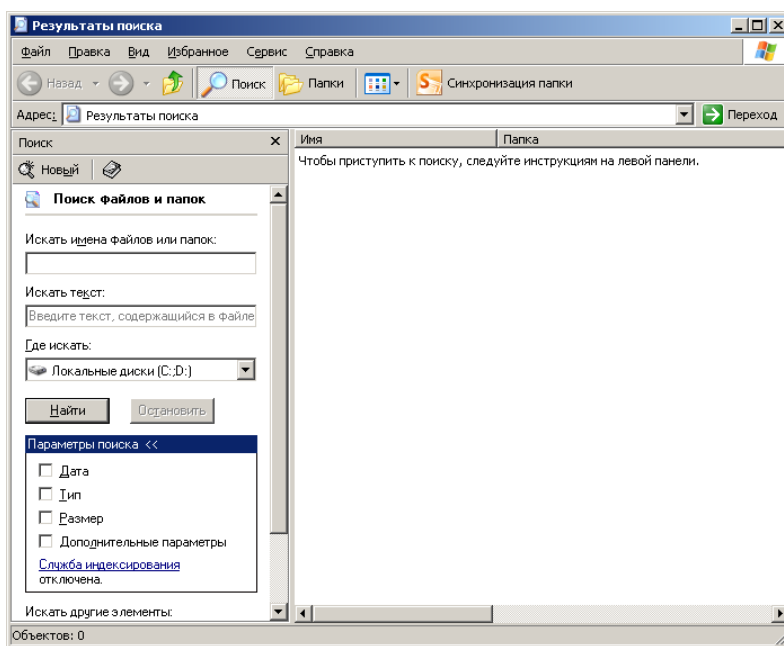 Результаты поиска
Файл Правка Вид Избранное Сервис Справка
Назад Поиск Папки Синхронизация папки
Адрес: Результаты поиска Переход
Поиск
Имя Папка
Чтобы приступить к поиску, следуйте инструкциям на левой панели.
Новый
Поиск файлов и папок
Искать имена файлов или папок:
Искать текст:
Введите текст, содержащийся в файле
Где искать:
Локальные диски (C:;D:)
Найти Остановить
Параметры поиска <<
Дата
Тип
Размер
Дополнительные параметры
Служба индексирования
отключена.
Искать другие элементы:
Объектов: 0